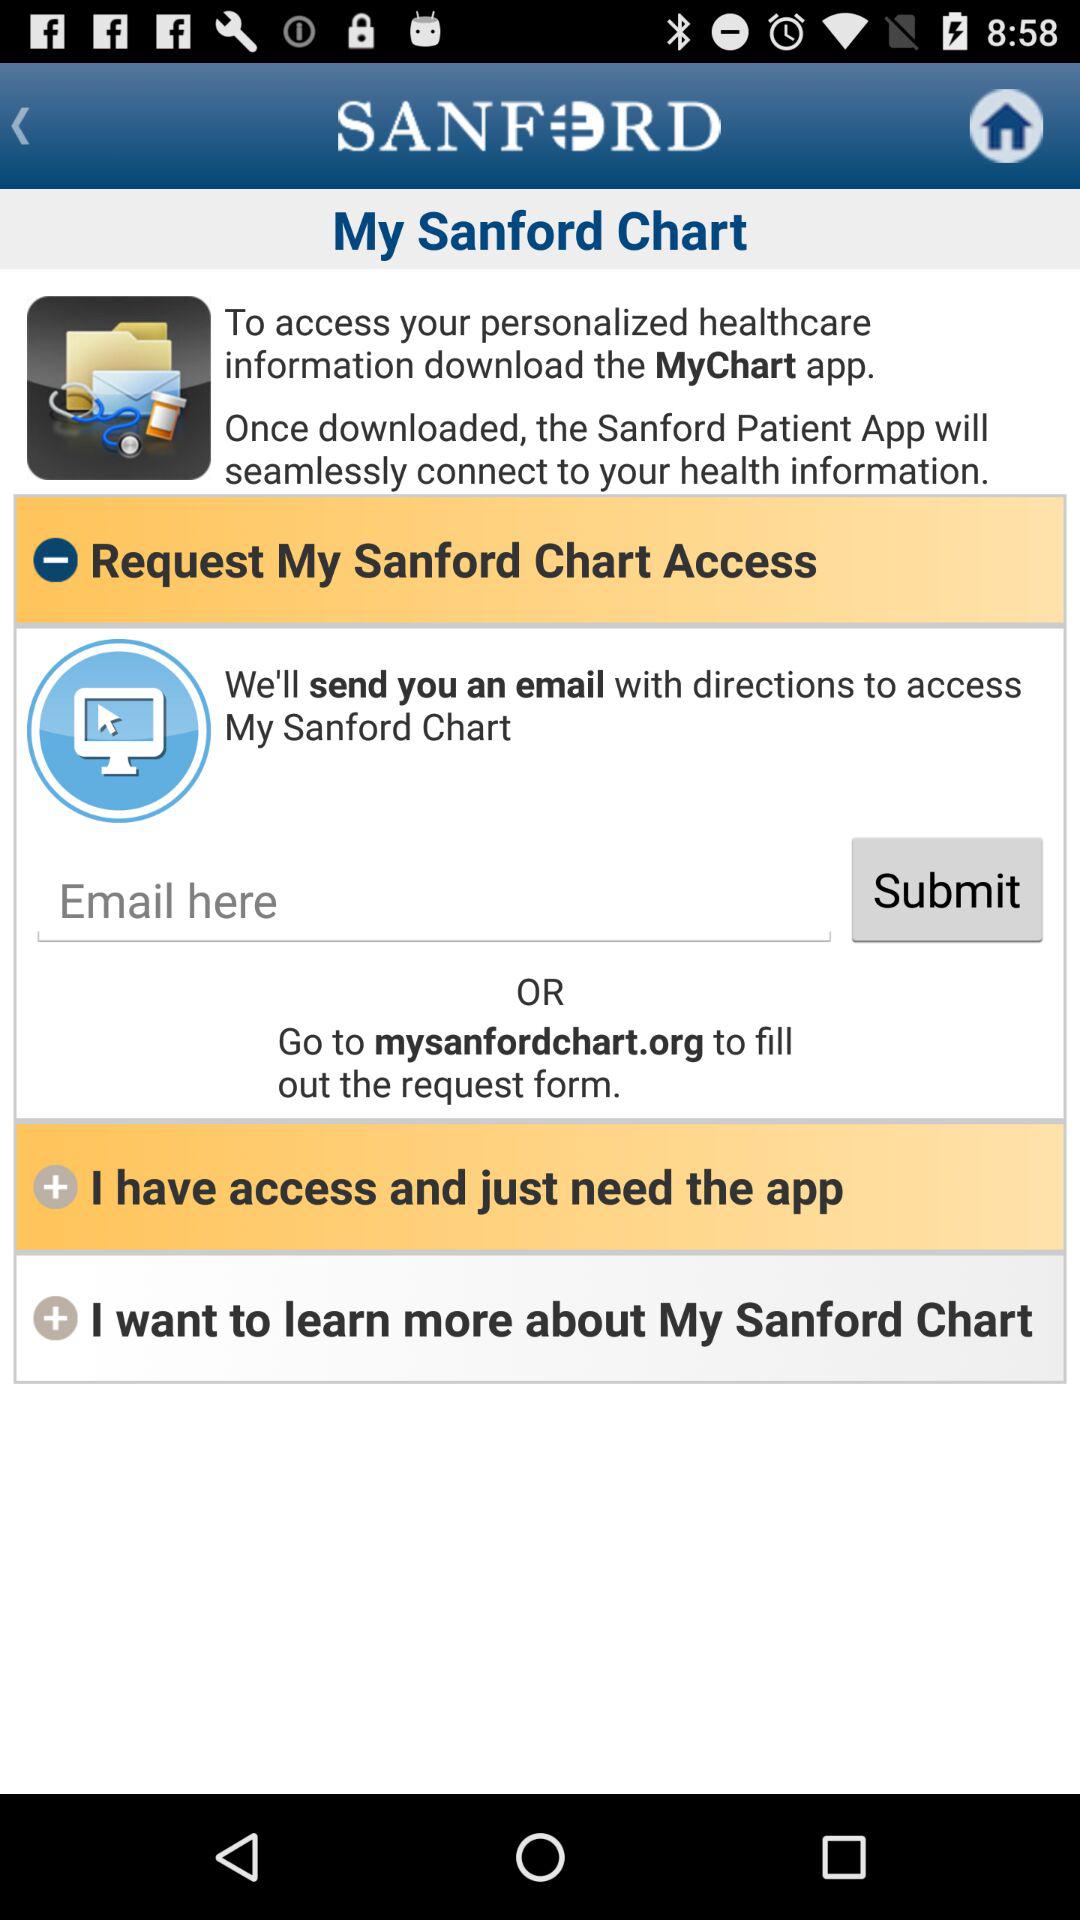 8:58
SANFORD
My Sanford Chart
To access your personalized healthcare
information download the MyChart app.
Once downloaded, the Sanford Patient App will
seamlessly connect to your health information.
Request My Sanford Chart Access
We'll send you an email with directions to access
My Sanford Chart
Email here
Submit
OR
Go to mysanfordchart.org to fill
out the request form.
I have access and just need the app
I want to learn more about My Sanford Chart